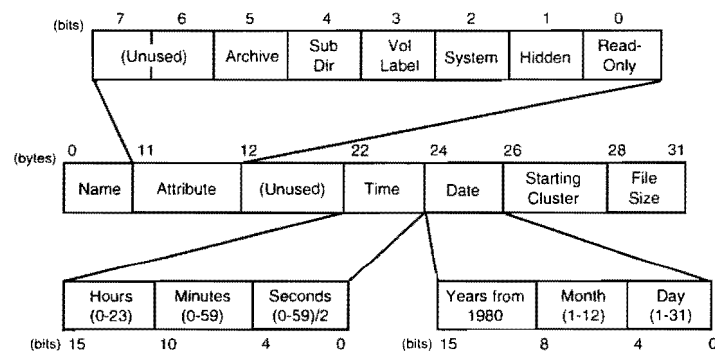 (bits) 7 6 5 4 3 2 1 0
(Unused) Archive Sub Dir Vol Label System Hidden Read-Only
(bytes) 0 11 12 22 24 26 28 31
Name Attribute (Unused) Time Date Starting Cluster File Size
Hours (0-23) Minutes (0-59) Seconds (0-59)/2 Years from 1980 Month (1-12) Day (1-31)
(bits) 15 10 4 0 (bits) 15 8 4 0